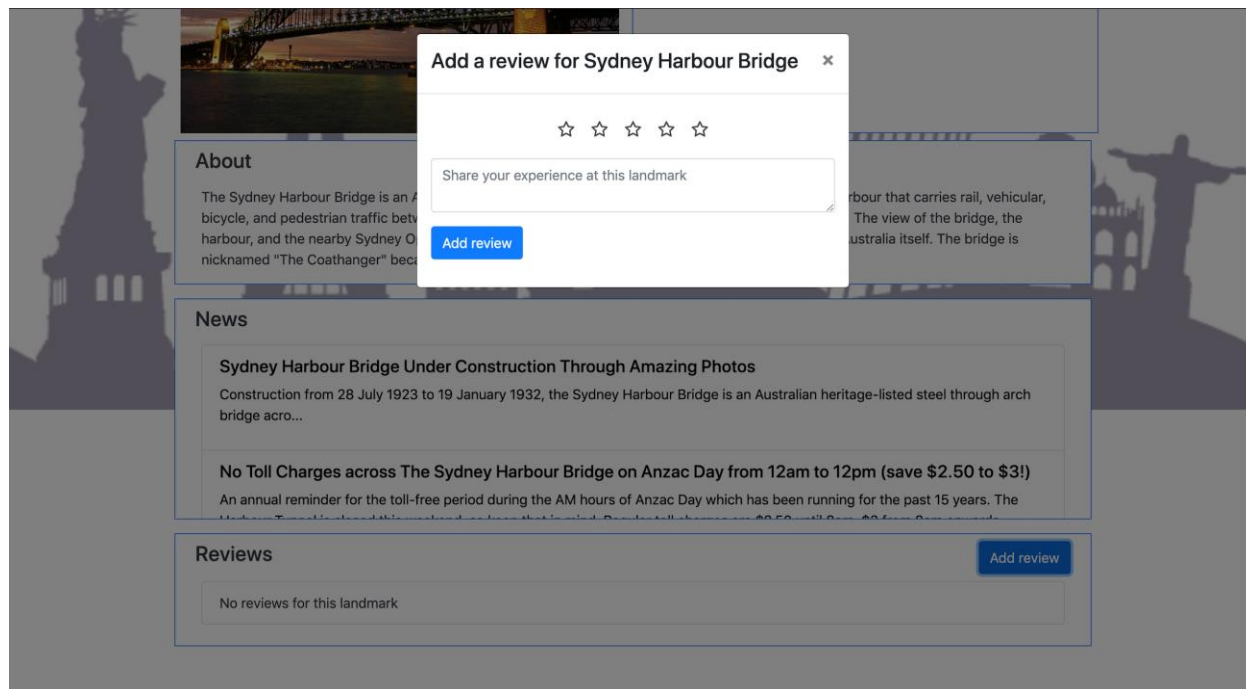 Add a review for Sydney Harbour Bridge ×
Share your experience at this landmark
Add review
About
The Sydney Harbour Bridge is an A rbour that carries rail, vehicular,
bicycle, and pedestrian traffic betw The view of the bridge, the
harbour, and the nearby Sydney O ustralia itself. The bridge is
nicknamed "The Coathanger" beca
News
Sydney Harbour Bridge Under Construction Through Amazing Photos
Construction from 28 July 1923 to 19 January 1932, the Sydney Harbour Bridge is an Australian heritage-listed steel through arch
bridge acro...
No Toll Charges across The Sydney Harbour Bridge on Anzac Day from 12am to 12pm (save $2.50 to $3!)
An annual reminder for the toll-free period during the AM hours of Anzac Day which has been running for the past 15 years. The
Reviews
Add review
No reviews for this landmark